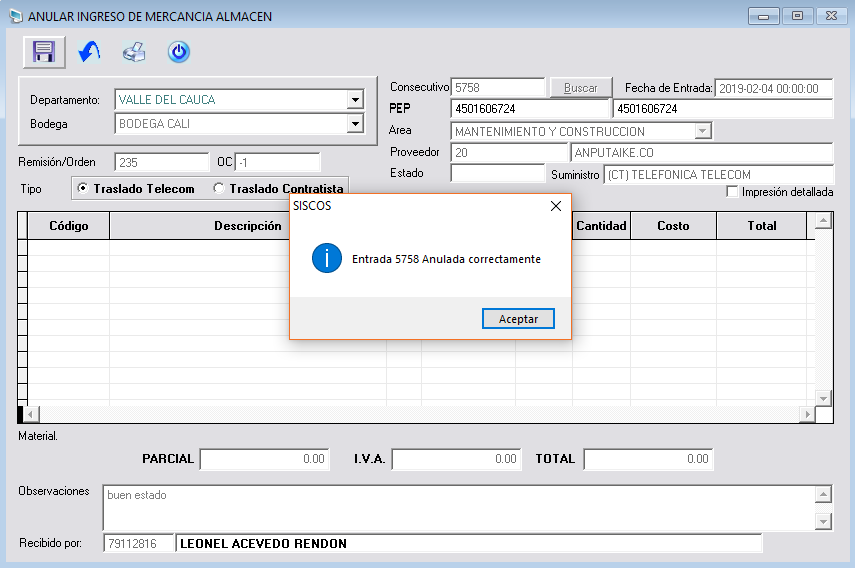 ANULAR INGRESO DE MERCANCIA ALMACEN
Departamento: VALLE DEL CAUCA
Bodega BODEGA CALI
Consecutivo 5758 Buscar Fecha de Entrada: 2019-02-04 00:00:00
PEP 4501606724 4501606724
Area MANTENIMIENTO Y CONSTRUCCION
Remisión/Orden 235 OC -1
Proveedor 20 ANPUTAIKE.CO
Estado Suministro (CT) TELEFONICA TELECOM
Tipo Traslado Telecom Traslado Contratista
Impresión detallada
Código Descripción Cantidad Costo Total
SISCOS
Entrada 5758 Anulada correctamente
Aceptar
Material.
PARCIAL 0.00 I.V.A. 0.00 TOTAL 0.00
Observaciones buen estado
Recibido por: 79112816 LEONEL ACEVEDO RENDON